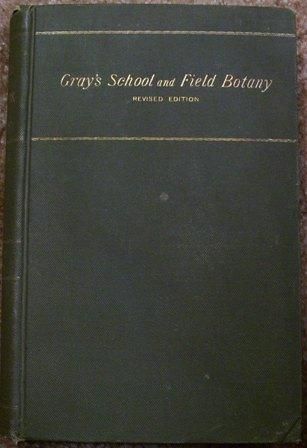 Gray's School and Field Botany
REVISED EDITION